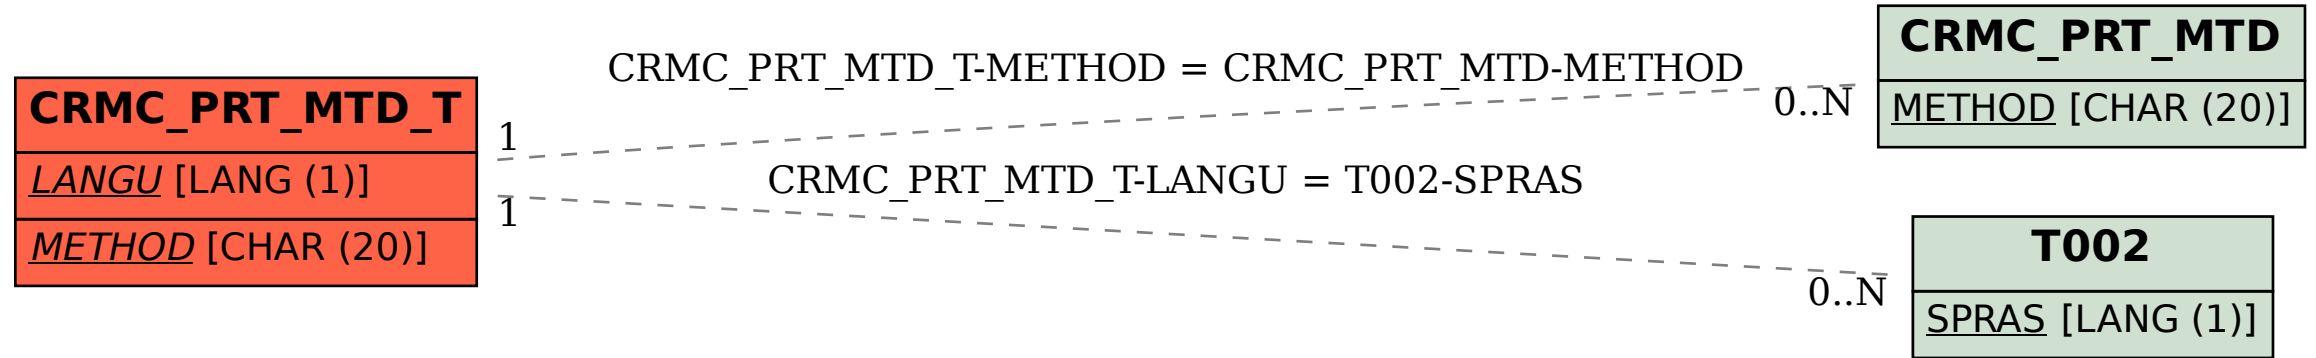 CRMC_PRT_MTD_T
LANGU [LANG (1)]
METHOD [CHAR (20)]
CRMC_PRT_MTD_T-METHOD = CRMC_PRT_MTD-METHOD
1
0..N
CRMC_PRT_MTD_T-LANGU = T002-SPRAS
1
0..N
CRMC_PRT_MTD
METHOD [CHAR (20)]
T002
SPRAS [LANG (1)]